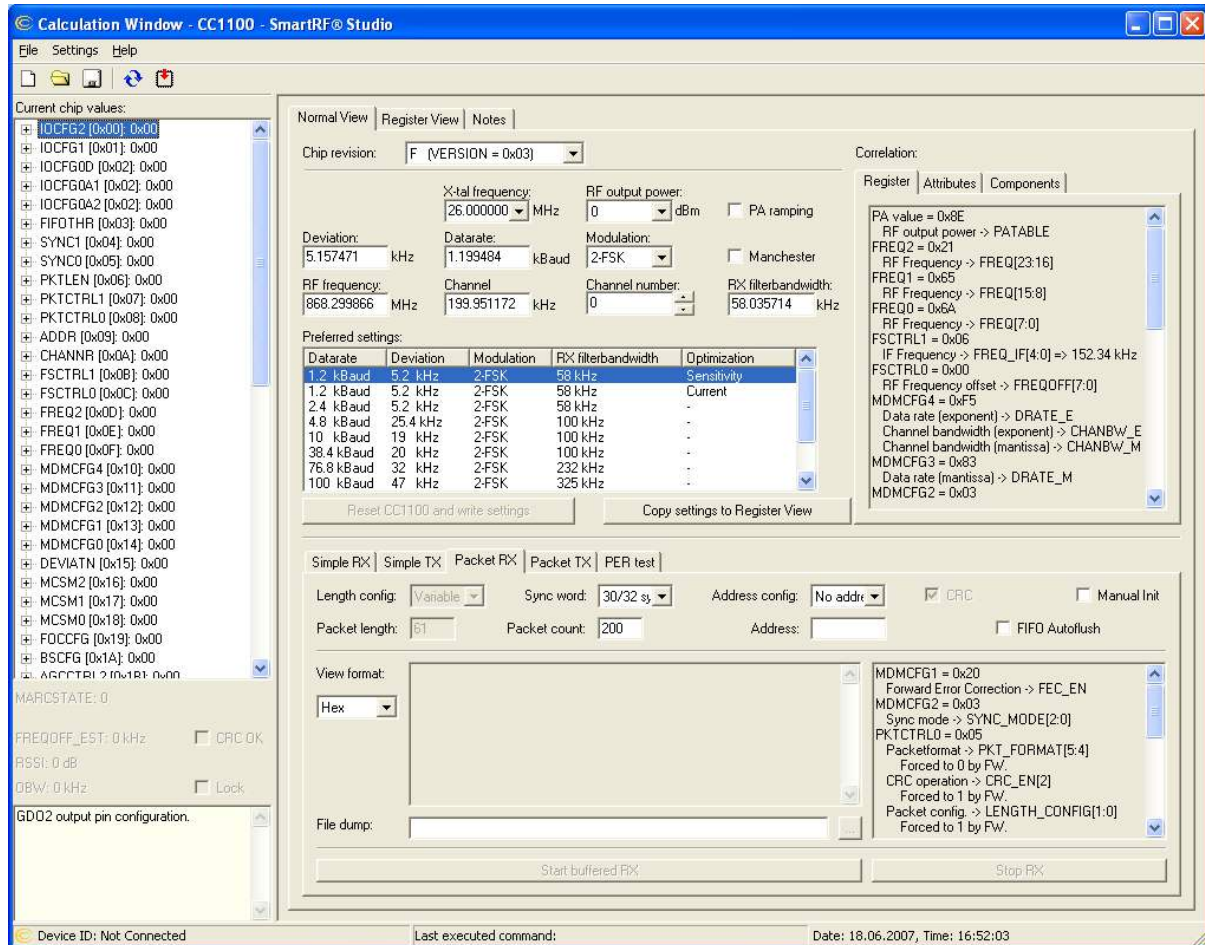 Calculation Window - CC1100 - SmartRF® Studio
File Settings Help
Current chip values:
IOCFG2 [0x00]: 0x00
IOCFG1 [0x01]: 0x00
IOCFG0D [0x02]: 0x00
IOCFG0A1 [0x02]: 0x00
IOCFG0A2 [0x02]: 0x00
FIFOTHR [0x03]: 0x00
SYNC1 [0x04]: 0x00
SYNC0 [0x05]: 0x00
PKTLEN [0x06]: 0x00
PKTCTRL1 [0x07]: 0x00
PKTCTRL0 [0x08]: 0x00
ADDR [0x09]: 0x00
CHANNR [0x0A]: 0x00
FSCTRL1 [0x0B]: 0x00
FSCTRL0 [0x0C]: 0x00
FREQ2 [0x0D]: 0x00
FREQ1 [0x0E]: 0x00
FREQ0 [0x0F]: 0x00
MDMCFG4 [0x10]: 0x00
MDMCFG3 [0x11]: 0x00
MDMCFG2 [0x12]: 0x00
MDMCFG1 [0x13]: 0x00
MDMCFG0 [0x14]: 0x00
DEVIATN [0x15]: 0x00
MCSM2 [0x16]: 0x00
MCSM1 [0x17]: 0x00
MCSM0 [0x18]: 0x00
FOCCFG [0x19]: 0x00
BSCFG [0x1A]: 0x00
AGCCTRL2 [0x1B]: 0x00
MARCSTATE: 0
FREQOFF_EST: 0 kHz CRC OK
RSSI: 0 dB
OBW: 0 kHz Lock
GDO2 output pin configuration.
Normal View Register View Notes
Chip revision: F (VERSION = 0x03)
X-tal frequency: RF output power:
26.000000 MHz 0 dBm PA ramping
Deviation: Datarate: Modulation:
5.157471 kHz 1.199484 kBaud 2-FSK Manchester
RF frequency: Channel Channel number: RX filterbandwidth:
868.299866 MHz 199.951172 kHz 0 58.035714 kHz
Preferred settings:
Datarate Deviation Modulation RX filterbandwidth Optimization
1.2 kBaud 5.2 kHz 2-FSK 58 kHz Sensitivity
1.2 kBaud 5.2 kHz 2-FSK 58 kHz Current
2.4 kBaud 5.2 kHz 2-FSK 58 kHz -
4.8 kBaud 25.4 kHz 2-FSK 100 kHz -
10 kBaud 19 kHz 2-FSK 100 kHz -
38.4 kBaud 20 kHz 2-FSK 100 kHz -
76.8 kBaud 32 kHz 2-FSK 232 kHz -
100 kBaud 47 kHz 2-FSK 325 kHz -
Reset CC1100 and write settings Copy settings to Register View
Correlation:
Register Attributes Components
PA value = 0x8E
RF output power -> PATABLE
FREQ2 = 0x21
RF Frequency -> FREQ[23:16]
FREQ1 = 0x65
RF Frequency -> FREQ[15:8]
FREQ0 = 0x6A
RF Frequency -> FREQ[7:0]
FSCTRL1 = 0x06
IF Frequency -> FREQ_IF[4:0] => 152.34 kHz
FSCTRL0 = 0x00
RF Frequency offset -> FREQOFF[7:0]
MDMCFG4 = 0xF5
Data rate (exponent) -> DRATE_E
Channel bandwidth (exponent) -> CHANBW_E
Channel bandwidth (mantissa) -> CHANBW_M
MDMCFG3 = 0x83
Data rate (mantissa) -> DRATE_M
MDMCFG2 = 0x03
Simple RX Simple TX Packet RX Packet TX PER test
Length config: Variable Sync word: 30/32 sy Address config: No addre CRC Manual Init
Packet length: 61 Packet count: 200 Address: FIFO Autoflush
View format:
Hex
File dump:
...
MDMCFG1 = 0x20
Forward Error Correction -> FEC_EN
MDMCFG2 = 0x03
Sync mode -> SYNC_MODE[2:0]
PKTCTRL0 = 0x05
Packetformat -> PKT_FORMAT[5:4]
Forced to 0 by FW.
CRC operation -> CRC_EN[2]
Forced to 1 by FW.
Packet config. -> LENGTH_CONFIG[1:0]
Forced to 1 by FW.
Start buffered RX Stop RX
Device ID: Not Connected Last executed command: Date: 18.06.2007, Time: 16:52:03